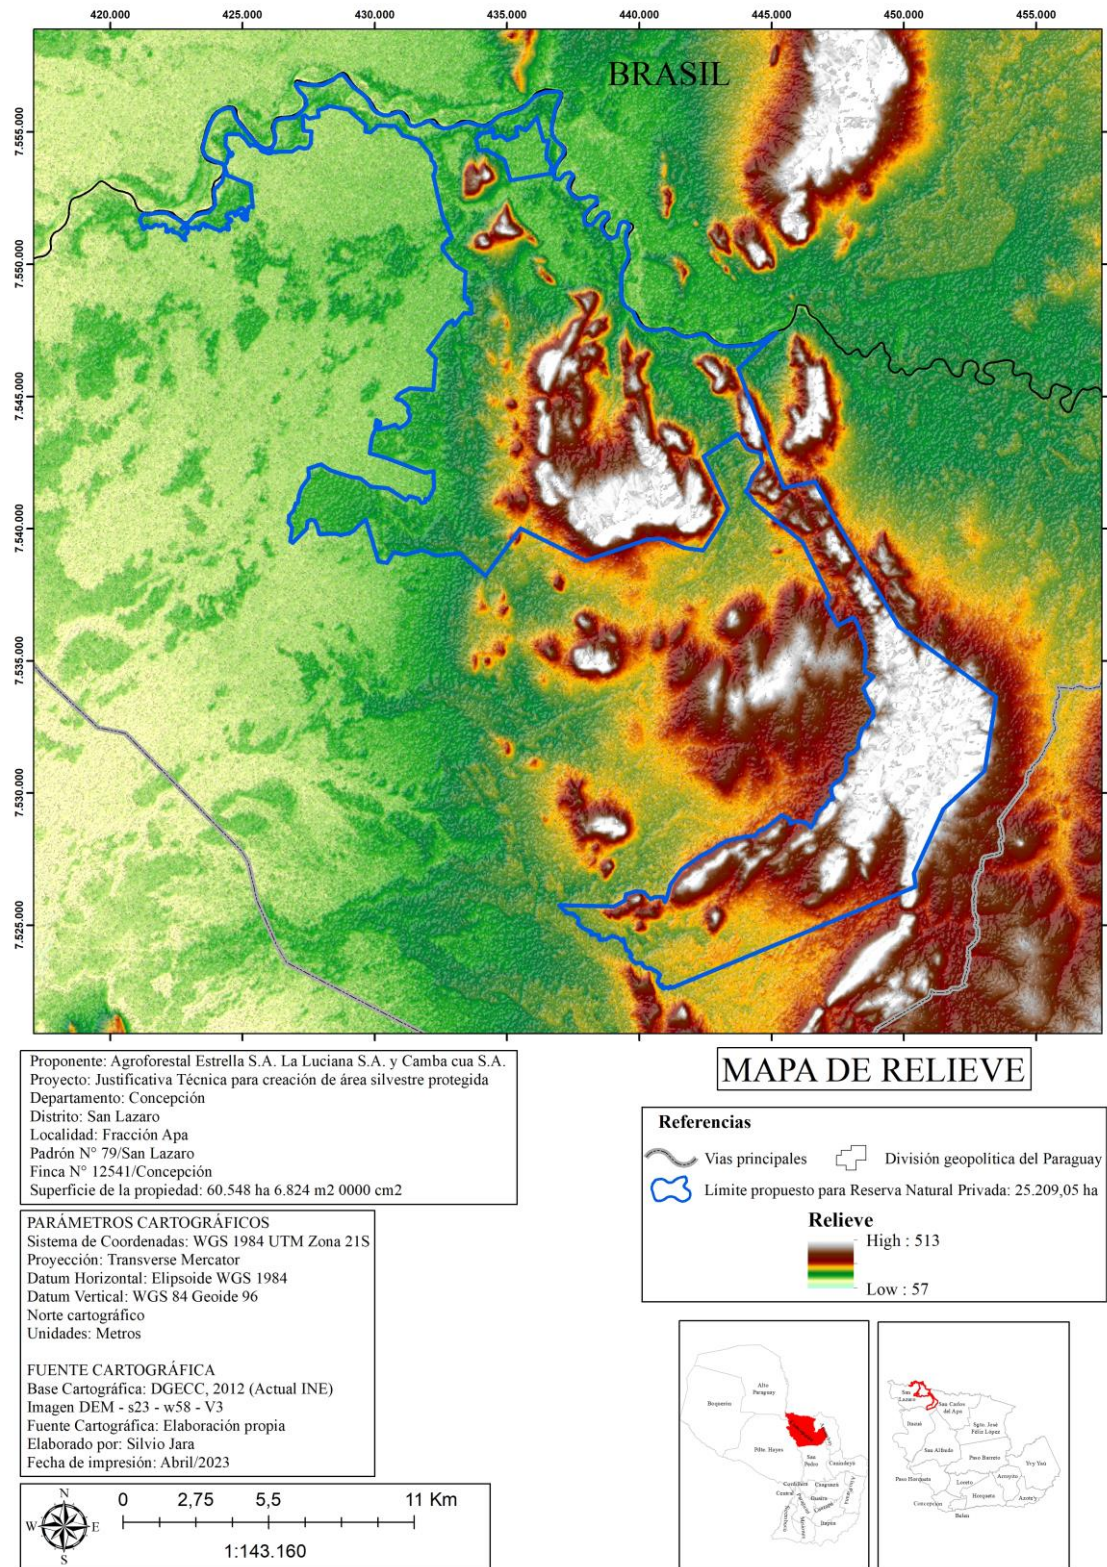 420.000 425.000 430.000 435.000 440.000 445.000 450.000 455.000
BRASIL
7.555.000
7.550.000
7.545.000
7.540.000
7.535.000
7.530.000
7.525.000
Proponente: Agroforestal Estrella S.A. La Luciana S.A. y Camba cua S.A.
Proyecto: Justificativa Técnica para creación de área silvestre protegida
Departamento: Concepción
Distrito: San Lazaro
Localidad: Fracción Apa
Padrón N° 79/San Lazaro
Finca N° 12541/Concepción
Superficie de la propiedad: 60.548 ha 6.824 m2 0000 cm2
MAPA DE RELIEVE
Referencias
Vias principales
División geopolítica del Paraguay
Límite propuesto para Reserva Natural Privada: 25.209,05 ha
Relieve
High : 513
Low : 57
PARÁMETROS CARTOGRÁFICOS
Sistema de Coordenadas: WGS 1984 UTM Zona 21S
Proyección: Transverse Mercator
Datum Horizontal: Elipsoide WGS 1984
Datum Vertical: WGS 84 Geoide 96
Norte cartográfico
Unidades: Metros
FUENTE CARTOGRÁFICA
Base Cartográfica: DGECC, 2012 (Actual INE)
Imagen DEM - s23 - w58 - V3
Fuente Cartográfica: Elaboración propia
Elaborado por: Silvio Jara
Fecha de impresión: Abril/2023
N
W E
S
0 2,75 5,5 11 Km
1:143.160
Alto
Paraguay
Boquerón
Pdte. Hayes
San
Pedro
Canindeyú
Cordillera
Central
Caaguazu
Guaira
Caazapa
Itapúa
San
Lazaro
San Carlos
del Apa
Sgto. José
Félix López
Itacuá
San Alfredo
Paso Barreto
Yvy Yau
Paso Horqueta
Loreto
Arroyito
Horqueta
Azote'y
Concepción
Belén